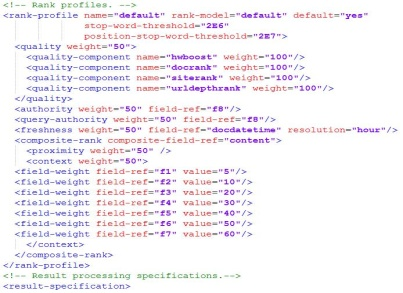 <!-- Rank profiles. -->
<rank-profile name="default" rank-model="default" default="yes"
stop-word-threshold="2E6"
position-stop-word-threshold="2E7">
<quality weight="50">
<quality-component name="hwboost" weight="100"/>
<quality-component name="docrank" weight="100"/>
<quality-component name="siterank" weight="100"/>
<quality-component name="urldepthrank" weight="100"/>
</quality>
<authority weight="50" field-ref="f8"/>
<query-authority weight="50" field-ref="f8"/>
<freshness weight="50" field-ref="docdatetime" resolution="hour"/>
<composite-rank composite-field-ref="content">
<proximity weight="50" />
<context weight="50">
<field-weight field-ref="f1" value="5"/>
<field-weight field-ref="f2" value="10"/>
<field-weight field-ref="f3" value="20"/>
<field-weight field-ref="f4" value="30"/>
<field-weight field-ref="f5" value="40"/>
<field-weight field-ref="f6" value="50"/>
<field-weight field-ref="f7" value="60"/>
</context>
</composite-rank>
</rank-profile>
<!-- Result processing specifications.-->
<result-specification>